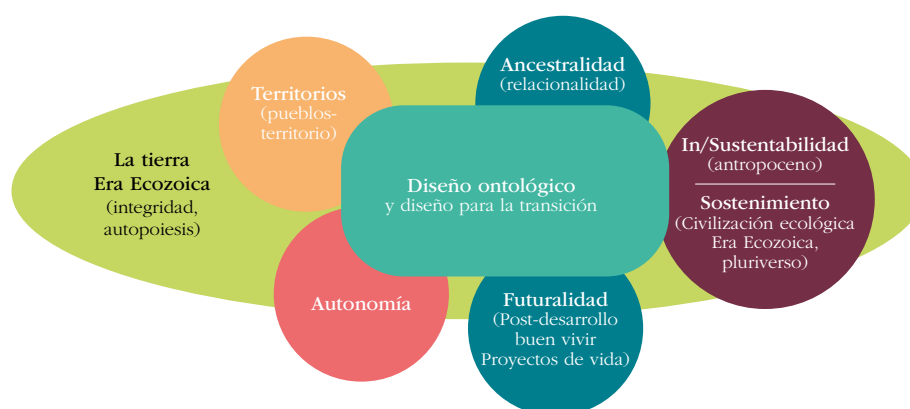 La tierra
Era Ecozoica
(integridad,
autopoiesis)
Territorios
(pueblos-
territorio)
Ancestralidad
(relacionalidad)
Diseño ontológico
y diseño para la transición
In/Sustentabilidad
(antropoceno)
Sostenimiento
(Civilización ecológica
Era Ecozoica,
pluriverso)
Autonomía
Futuralidad
(Post-desarrollo
buen vivir
Proyectos de vida)